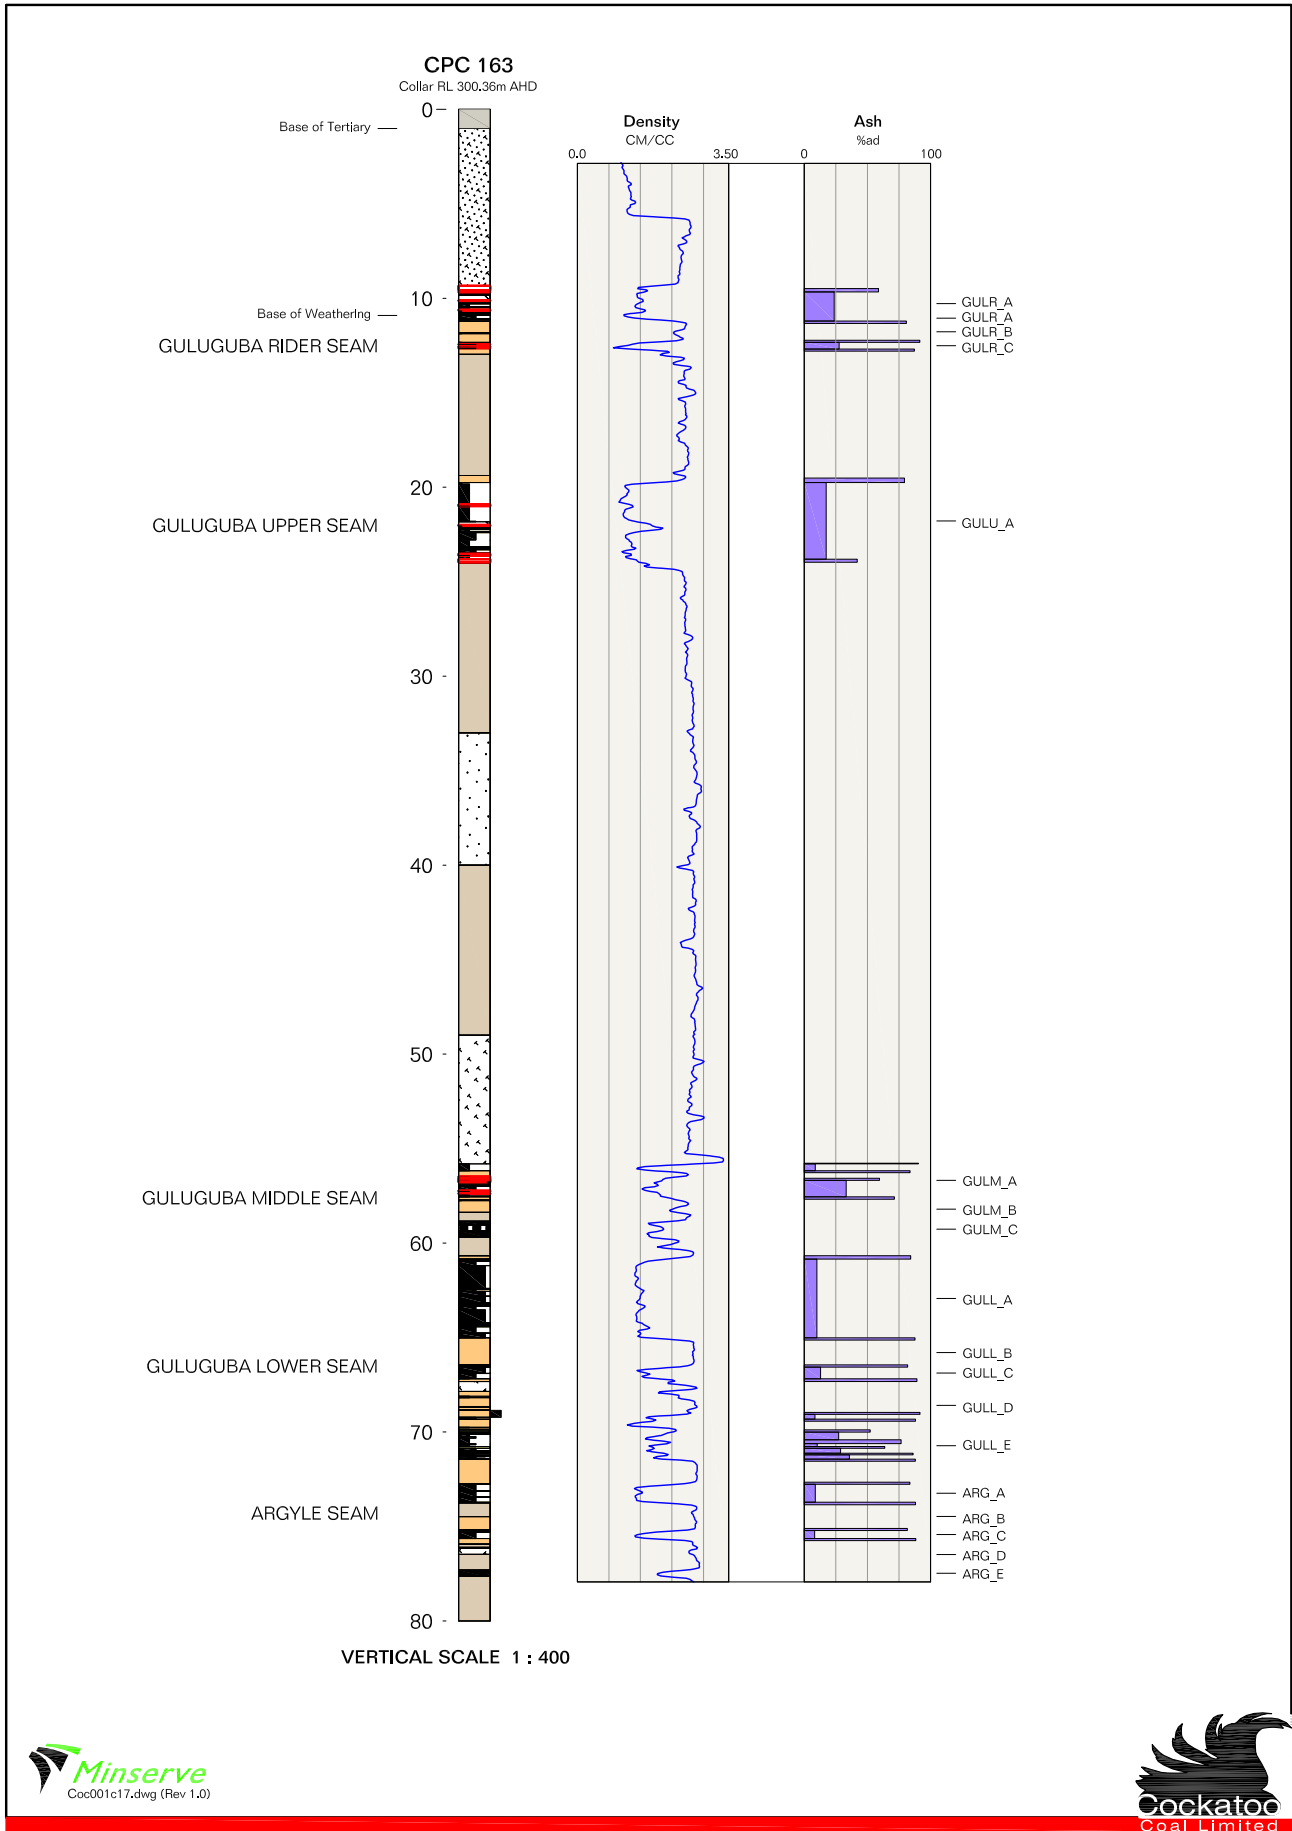 CPC 163
Collar RL 300.36m AHD
0
Base of Tertiary
Density
CM/CC
0.0
3.50
Ash
%ad
0
100
10
Base of Weathering
GULUGUBA RIDER SEAM
GULR_A
GULR_A
GULR_B
GULR_C
20
GULUGUBA UPPER SEAM
GULU_A
30
40
50
GULUGUBA MIDDLE SEAM
GULM_A
GULM_B
GULM_C
60
GULL_A
GULUGUBA LOWER SEAM
GULL_B
GULL_C
GULL_D
70
GULL_E
ARGYLE SEAM
ARG_A
ARG_B
ARG_C
ARG_D
ARG_E
80
VERTICAL SCALE 1 : 400
Minserve
Coc001c17.dwg (Rev 1.0)
Cockatoo
Coal Limited